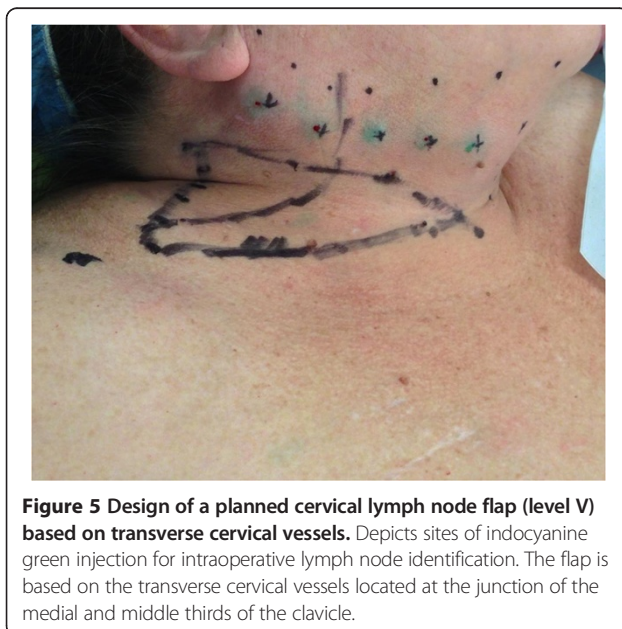 Figure 5 Design of a planned cervical lymph node flap (level V)
based on transverse cervical vessels. Depicts sites of indocyanine
green injection for intraoperative lymph node identification. The flap is
based on the transverse cervical vessels located at the junction of the
medial and middle thirds of the clavicle.